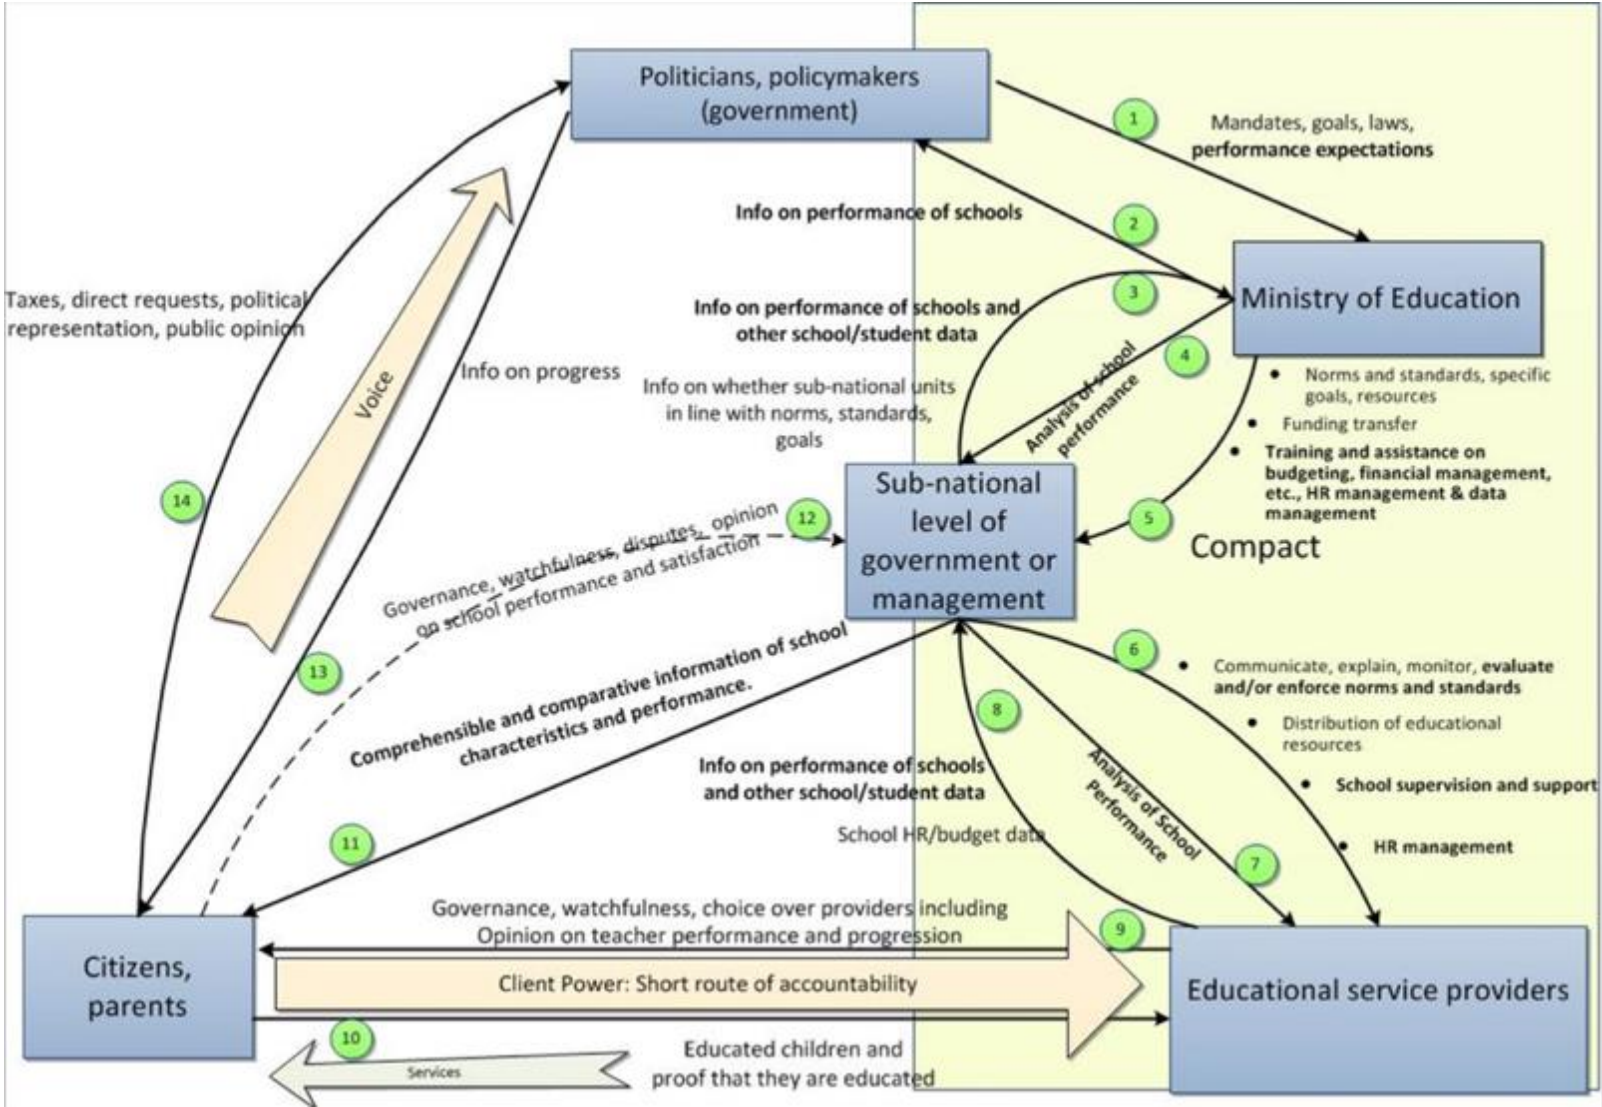 Politicians, policymakers
(government)
1
Mandates, goals, laws,
performance expectations
Info on performance of schools
2
3
Info on performance of schools and
other school/student data
Ministry of Education
4
Analysis of school
performance
Taxes, direct requests, political
representation, public opinion
Voice
Info on progress
Info on whether sub-national units
in line with norms, standards,
goals
• Norms and standards, specific
goals, resources
• Funding transfer
• Training and assistance on
budgeting, financial management,
etc., HR management & data
management
5
Compact
14
12
Sub-national
level of
government or
management
Governance, watchfulness, disputes, opinion
on school performance and satisfaction
13
Comprehensible and comparative information of school
characteristics and performance.
6
• Communicate, explain, monitor, evaluate
and/or enforce norms and standards
• Distribution of educational
resources
• School supervision and support
• HR management
8
Info on performance of schools
and other school/student data
School HR/budget data
Analysis of School
Performance
7
11
Governance, watchfulness, choice over providers including
Opinion on teacher performance and progression
9
Citizens,
parents
Client Power: Short route of accountability
Educational service providers
10
Services
Educated children and
proof that they are educated